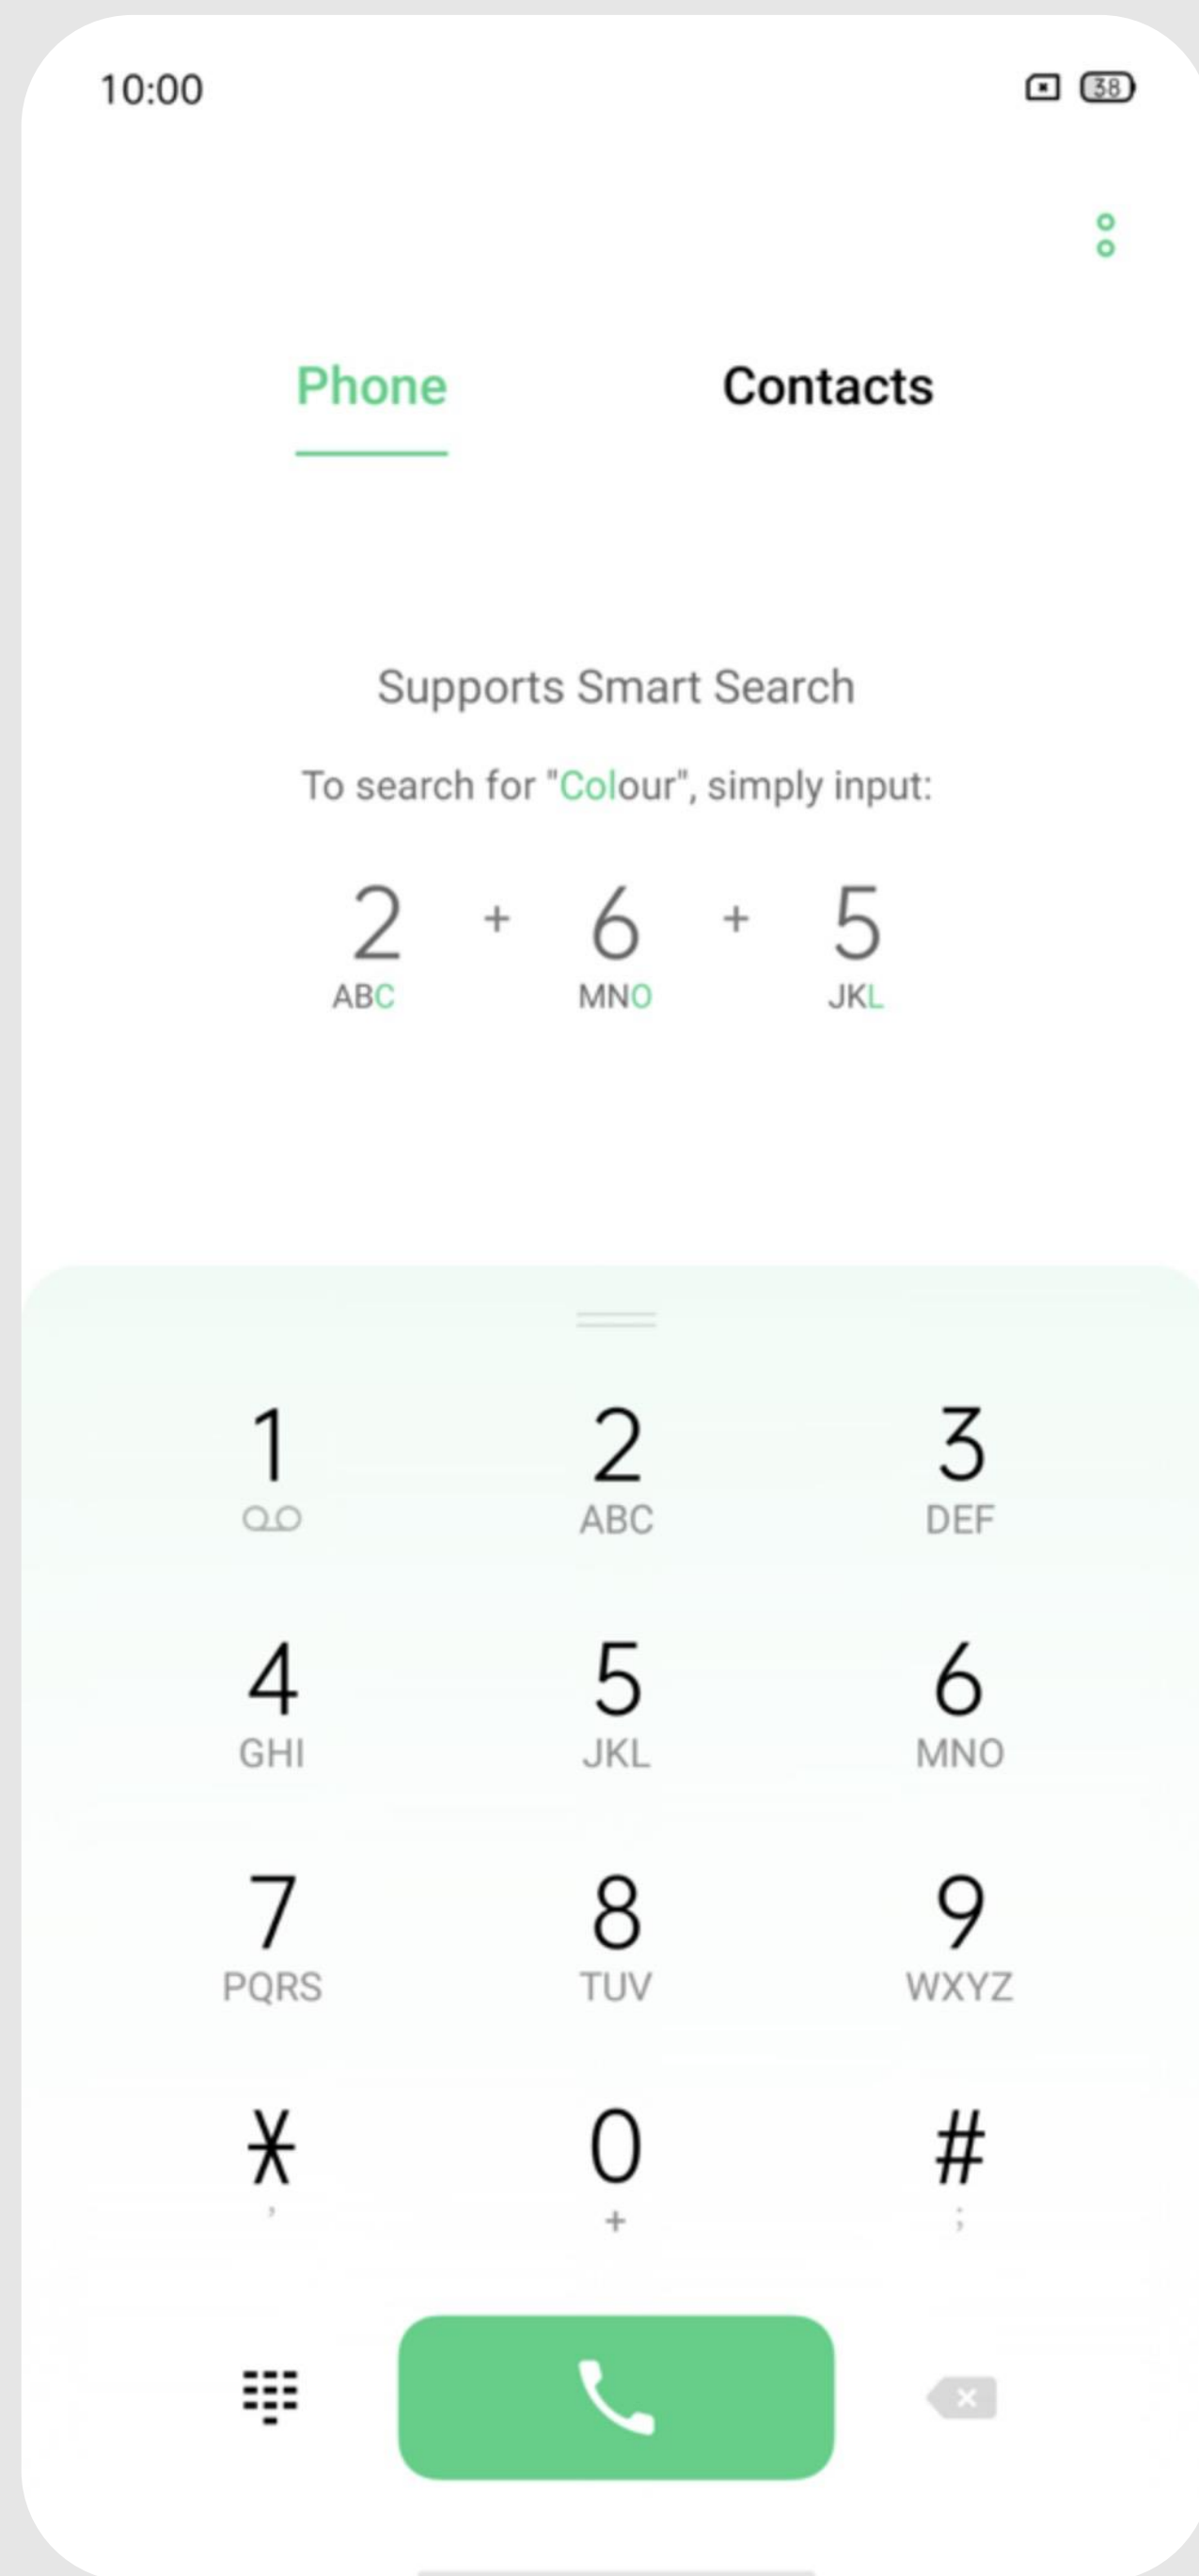 10:00 38
Phone Contacts
Supports Smart Search
To search for "Colour", simply input:
2 + 6 + 5
ABC MNO JKL
1 2 3
ABC DEF
4 5 6
GHI JKL MNO
7 8 9
PQRS TUV WXYZ
* 0 #
, + ;